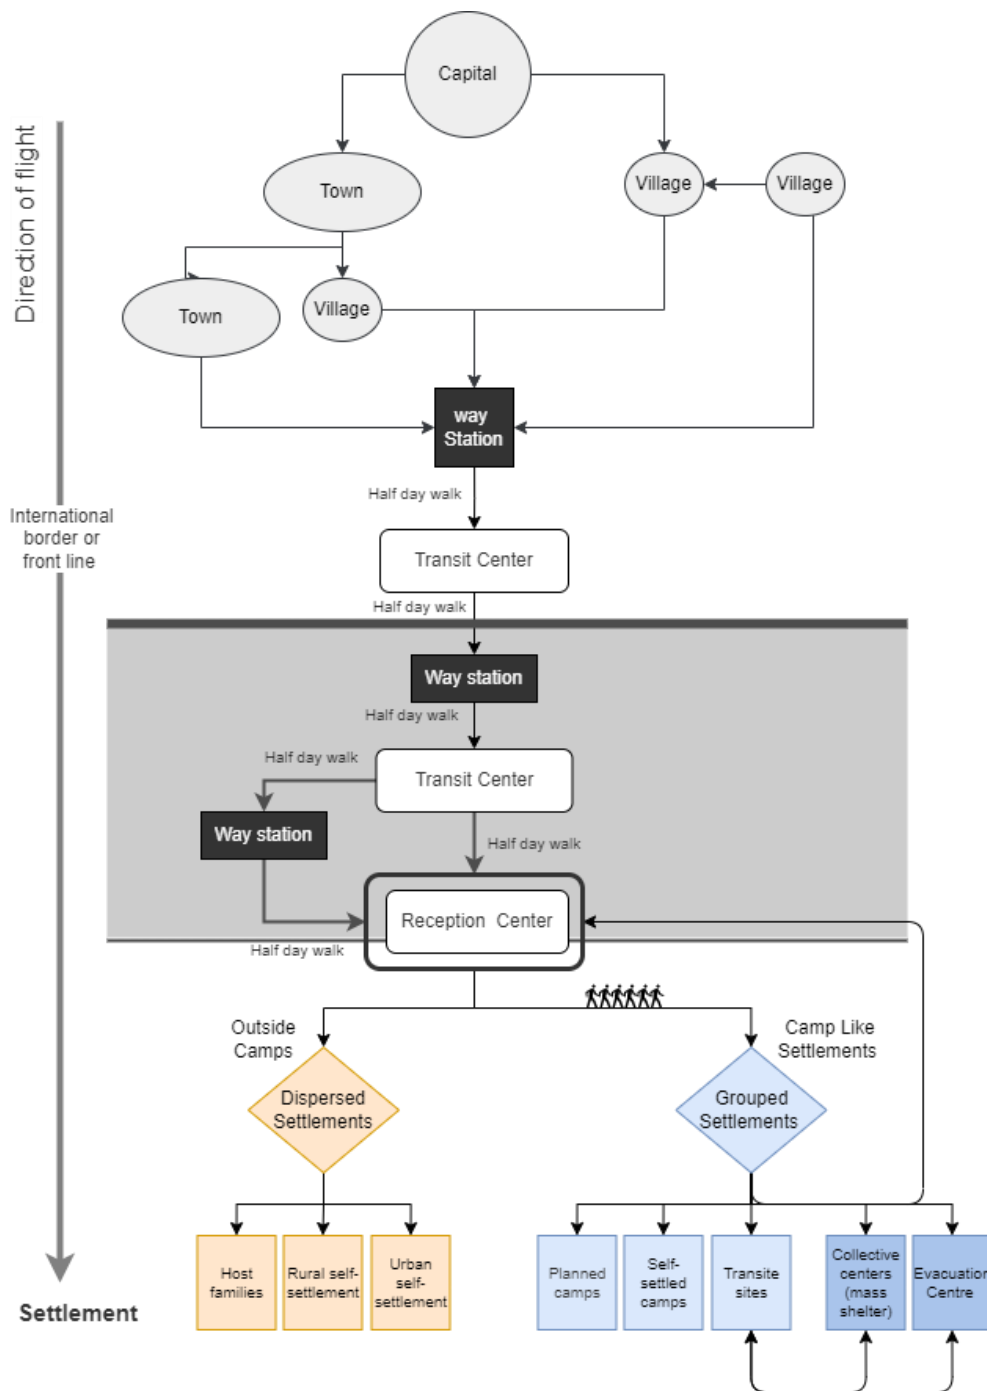 Capital
Direction of flight
Town
Village
Village
Town
Village
way
Station
Half day walk
International
border or
front line
Transit Center
Half day walk
Way station
Half day walk
Half day walk
Transit Center
Way station
Half day walk
Reception Center
Half day walk
Outside
Camps
Camp Like
Settlements
Dispersed
Settlements
Grouped
Settlements
Host
families
Rural self-
settlement
Urban
self-
settlement
Planned
camps
Self-
settled
camps
Transite
sites
Collective
centers
(mass
shelter)
Evacuation
Centre
Settlement